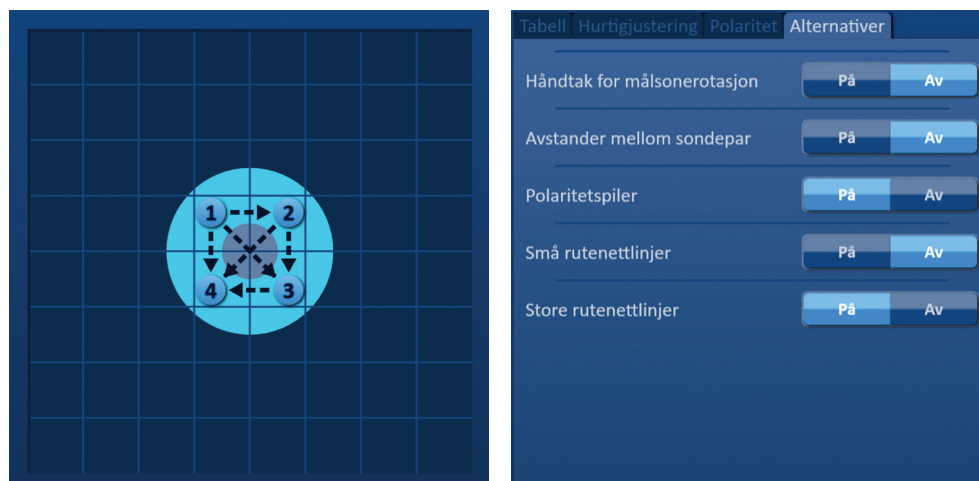 1 2
4 3
Tabell Hurtigjustering Polaritet Alternativer
Håndtak for målsonerotasjon På Av
Avstander mellom sondepar På Av
Polaritetspiler På Av
Små rutenettlinjer På Av
Store rutenettlinjer På Av